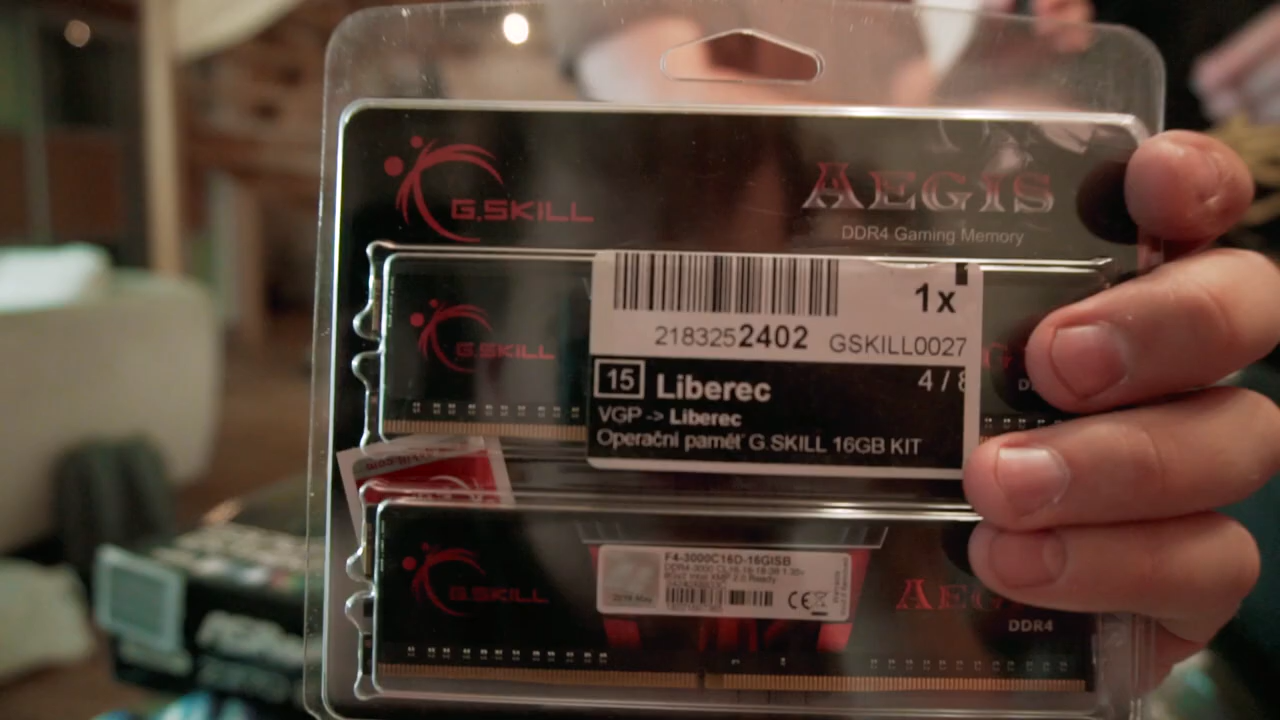 G.SKILL
AEGIS
DDR4 Gaming Memory
G.SKILL
1x
2183252402 GSKILL0027
15 Liberec
4 / 8
VGP -> Liberec
Operační paměť G.SKILL 16GB KIT
G.SKILL
F4-3000C16D-16GISB
DDR4-3000 CL16-18-18-38 1.35v
8Gx2 Intel XMP 2.0 Ready
CE
DDR4